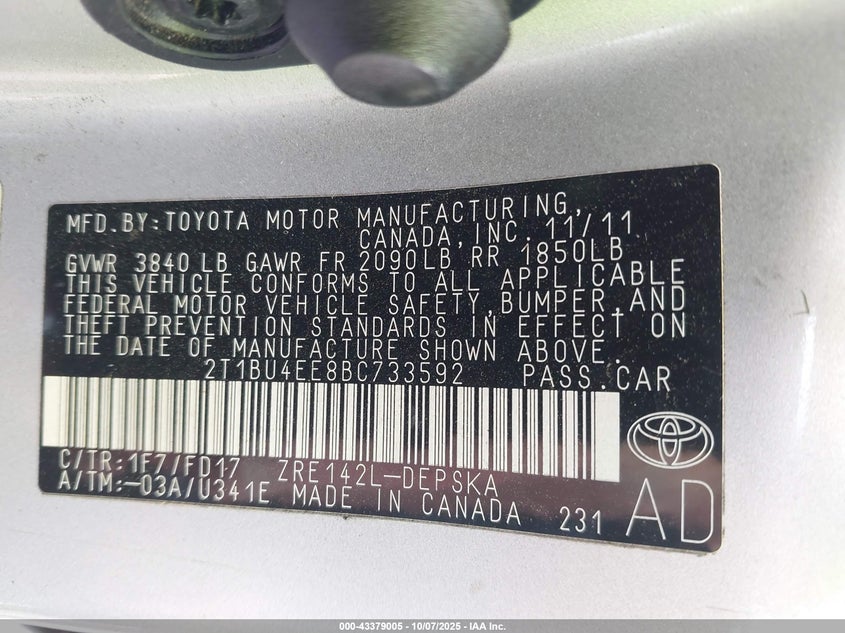 MFD.BY:TOYOTA MOTOR MANUFACTURING,
CANADA,INC. 11/11
GVWR 3840 LB GAWR FR 2090LB RR 1850LB
THIS VEHICLE CONFORMS TO ALL APPLICABLE
FEDERAL MOTOR VEHICLE SAFETY,BUMPER,AND
THEFT PREVENTION STANDARDS IN EFFECT ON
THE DATE OF MANUFACTURE SHOWN ABOVE.
2T1BU4EE8BC733592 PASS.CAR
C/TR:1F7/FD17 ZRE142L-DEPSKA
A/TM:-03A/U341E MADE IN CANADA 231
AD
000-43379005 | 10/07/2025 - IAA Inc.